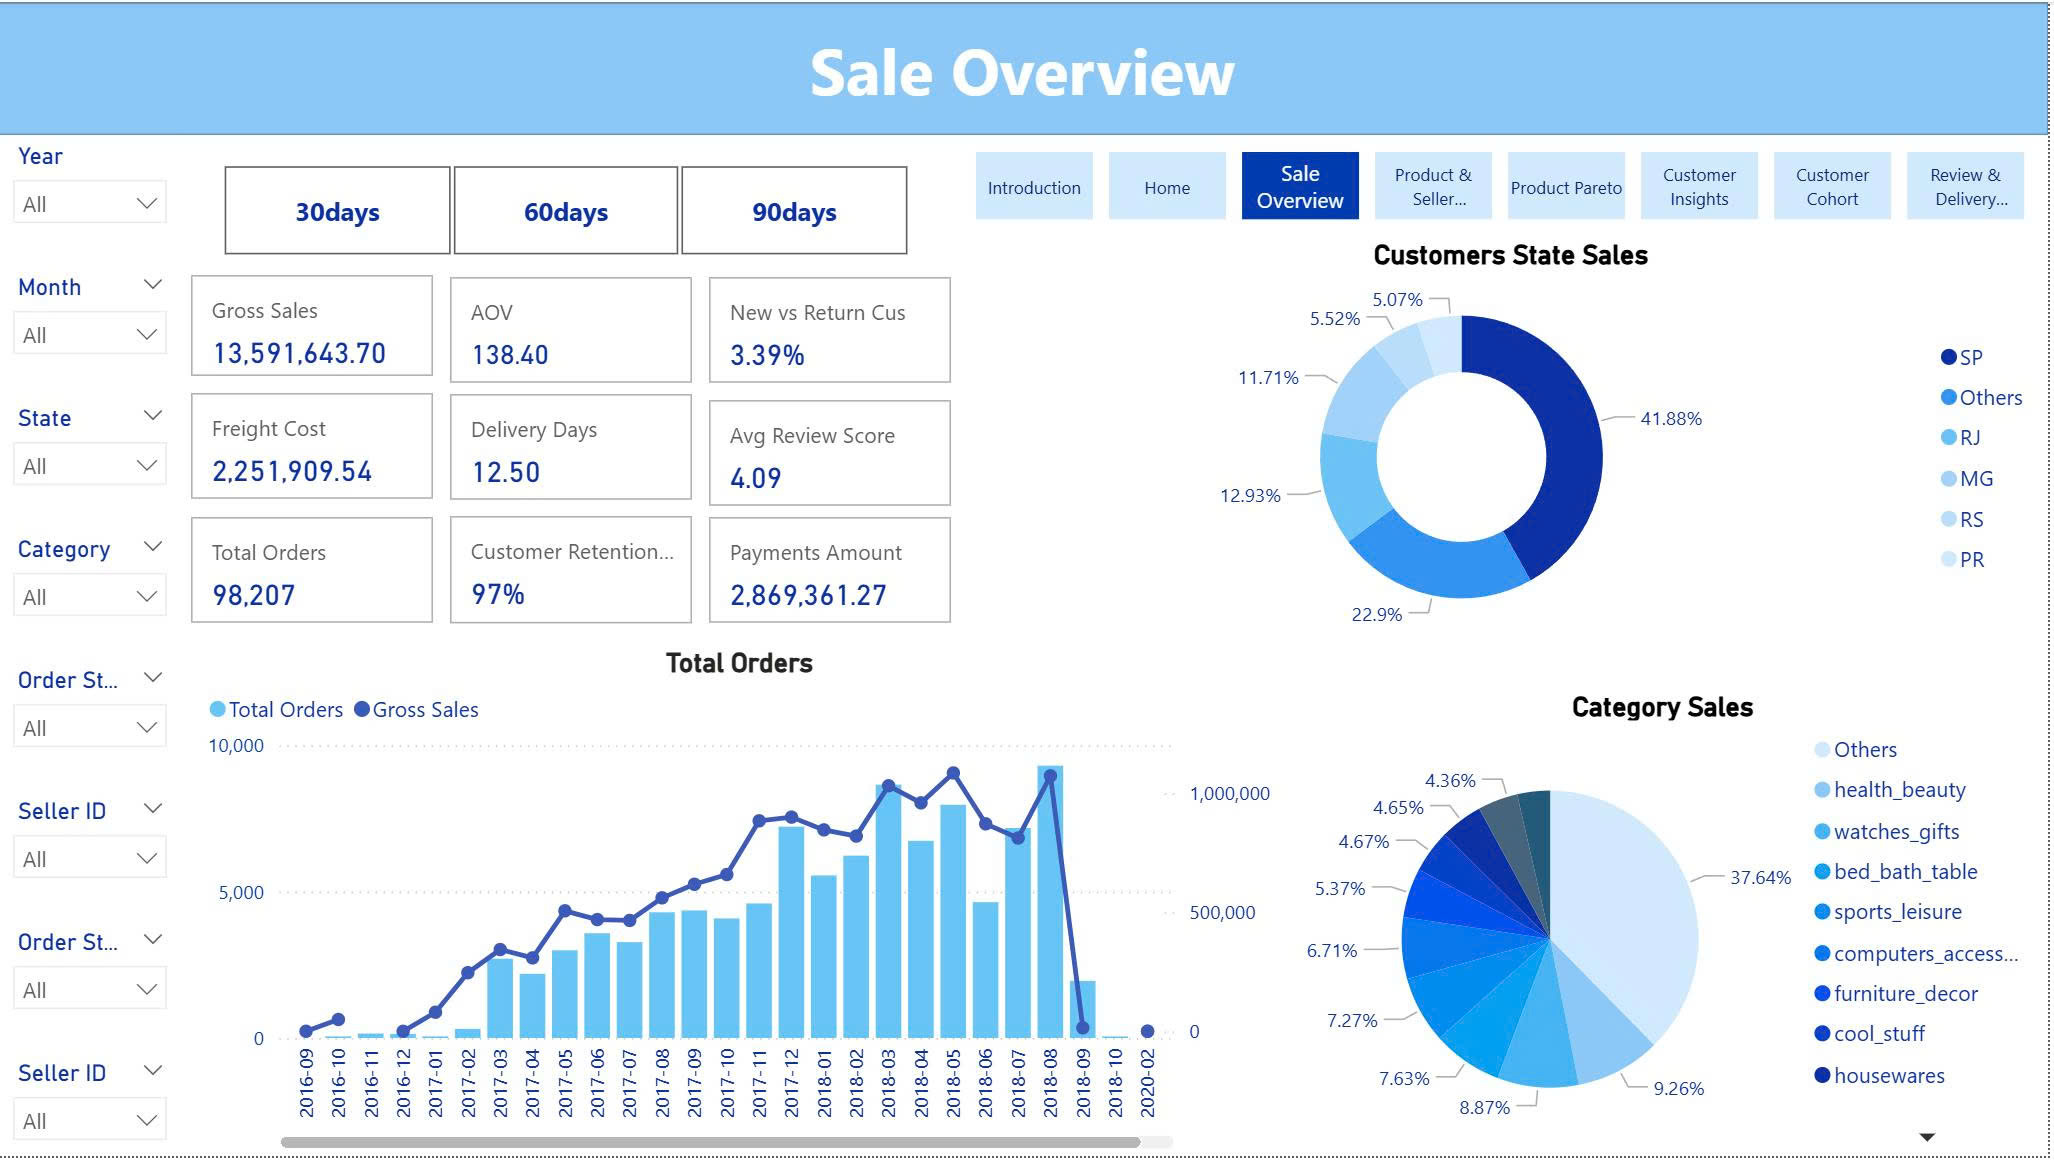 Sale Overview
Year
All
Month
All
State
All
Category
All
Order St...
All
Seller ID
All
Order St...
All
Seller ID
All
30days
60days
90days
Introduction
Home
Sale
Overview
Product &
Seller...
Product Pareto
Customer
Insights
Customer
Cohort
Review &
Delivery...
Gross Sales
13,591,643.70
AOV
138.40
New vs Return Cus
3.39%
Freight Cost
2,251,909.54
Delivery Days
12.50
Avg Review Score
4.09
Total Orders
98,207
Customer Retention...
97%
Payments Amount
2,869,361.27
Customers State Sales
5.07%
5.52%
11.71%
12.93%
22.9%
41.88%
SP
Others
RJ
MG
RS
PR
Total Orders
Total Orders
Gross Sales
10,000
5,000
0
1,000,000
500,000
0
2016-09
2016-10
2016-11
2016-12
2017-01
2017-02
2017-03
2017-04
2017-05
2017-06
2017-07
2017-08
2017-09
2017-10
2017-11
2017-12
2018-01
2018-02
2018-03
2018-04
2018-05
2018-06
2018-07
2018-08
2018-09
2018-10
2020-02
Category Sales
4.36%
4.65%
4.67%
5.37%
6.71%
7.27%
7.63%
8.87%
9.26%
37.64%
Others
health_beauty
watches_gifts
bed_bath_table
sports_leisure
computers_access...
furniture_decor
cool_stuff
housewares